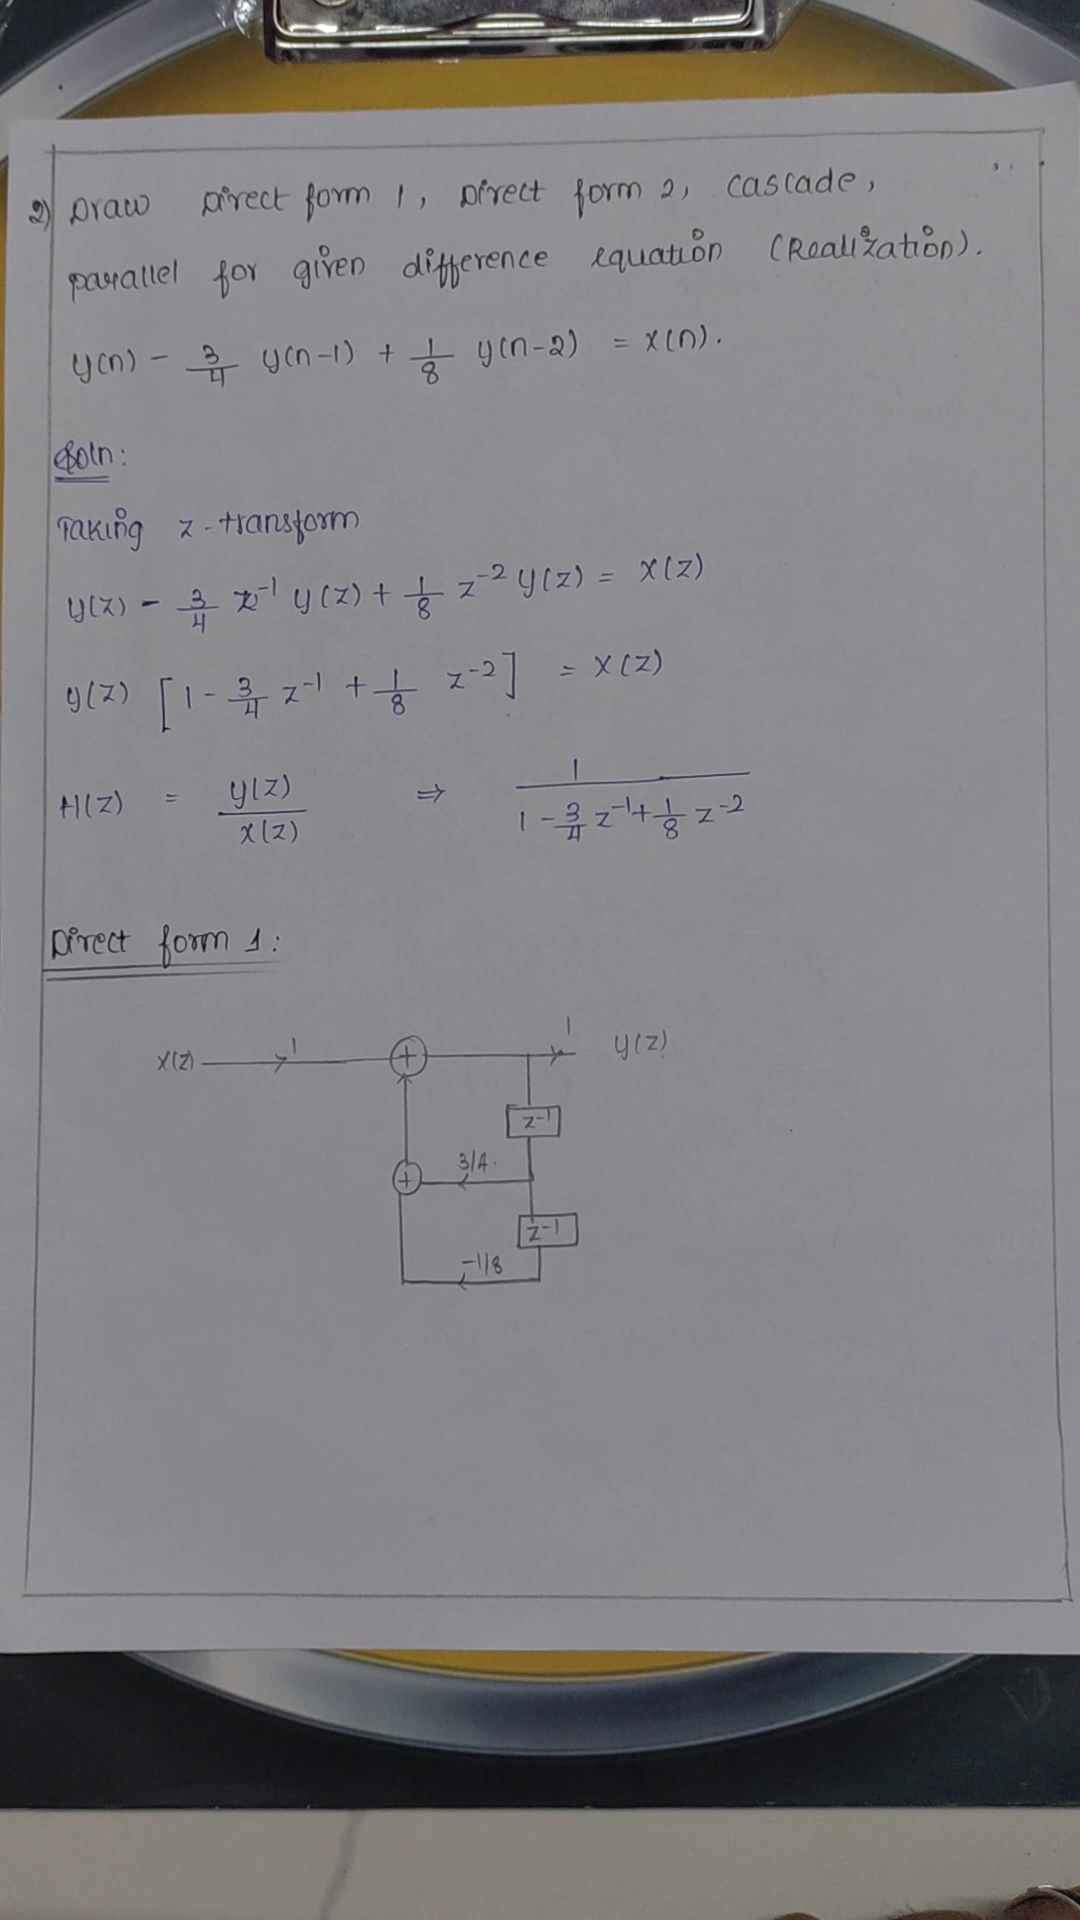 2) Draw Direct form 1, Direct form 2, cascade,
parallel for given difference equation (Realization).
y(n) - 3/4 y(n-1) + 1/8 y(n-2) = x(n).
Soln:
Taking z-transform
y(z) - 3/4 z^-1 y(z) + 1/8 z^-2 y(z) = x(z)
y(z) [1 - 3/4 z^-1 + 1/8 z^-2] = x(z)
H(z) = y(z)/x(z) ⇒ 1/(1 - 3/4 z^-1 + 1/8 z^-2)
Direct form 1:
x(z) 1 + 1 y(z)
z^-1
+ 3/4.
z^-1
-1/8